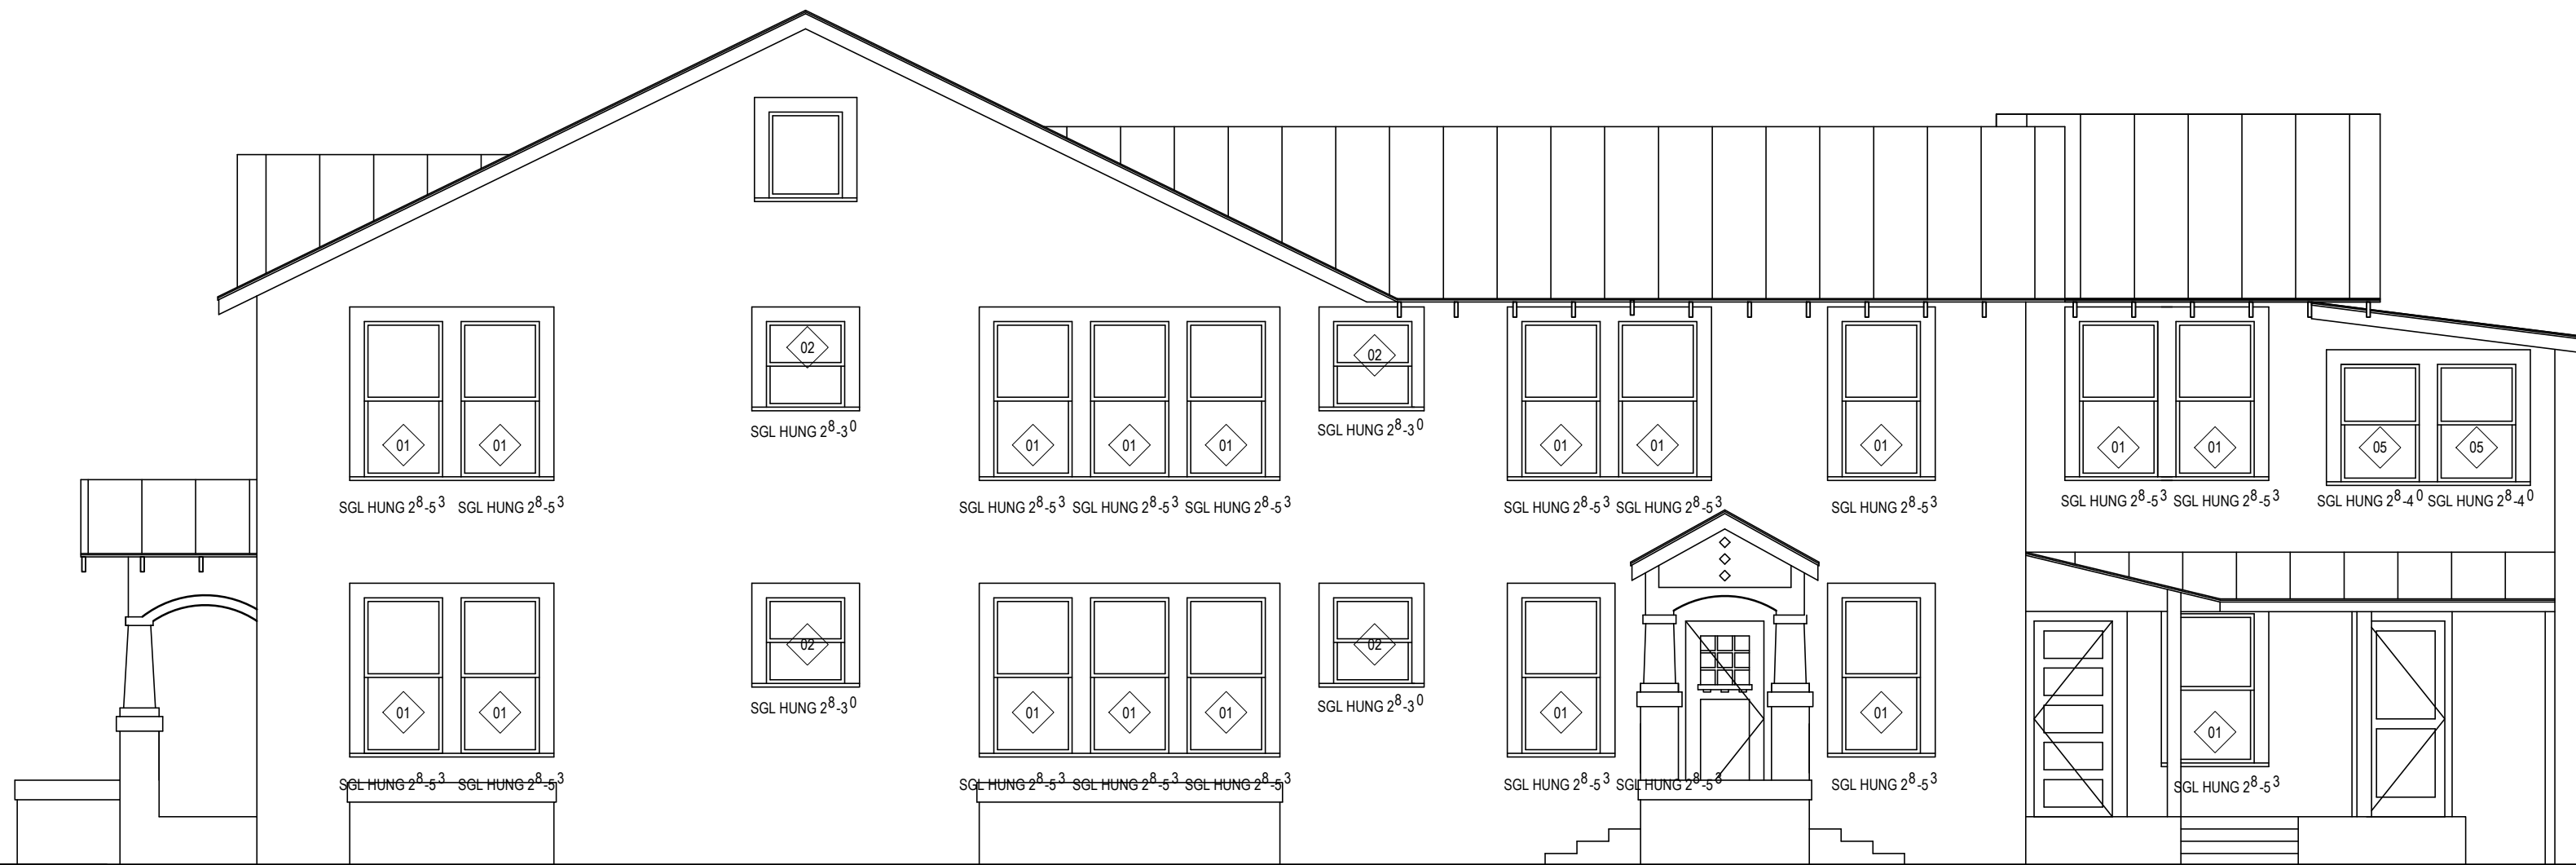 02
02
01 01 01 01 01 01 01 01 01 01 05 05
SGL HUNG 2⁸-3⁰
SGL HUNG 2⁸-3⁰
SGL HUNG 2⁸-5³ SGL HUNG 2⁸-5³
SGL HUNG 2⁸-5³ SGL HUNG 2⁸-5³ SGL HUNG 2⁸-5³
SGL HUNG 2⁸-5³ SGL HUNG 2⁸-5³
SGL HUNG 2⁸-5³
SGL HUNG 2⁸-5³ SGL HUNG 2⁸-5³
SGL HUNG 2⁸-4⁰ SGL HUNG 2⁸-4⁰
02
02
01 01 01 01 01 01 01 01
SGL HUNG 2⁸-3⁰
SGL HUNG 2⁸-3⁰
SGL HUNG 2⁸-5³ SGL HUNG 2⁸-5³
SGL HUNG 2⁸-5³ SGL HUNG 2⁸-5³ SGL HUNG 2⁸-5³
SGL HUNG 2⁸-5³ SGL HUNG 2⁸-5³
SGL HUNG 2⁸-5³
SGL HUNG 2⁸-5³